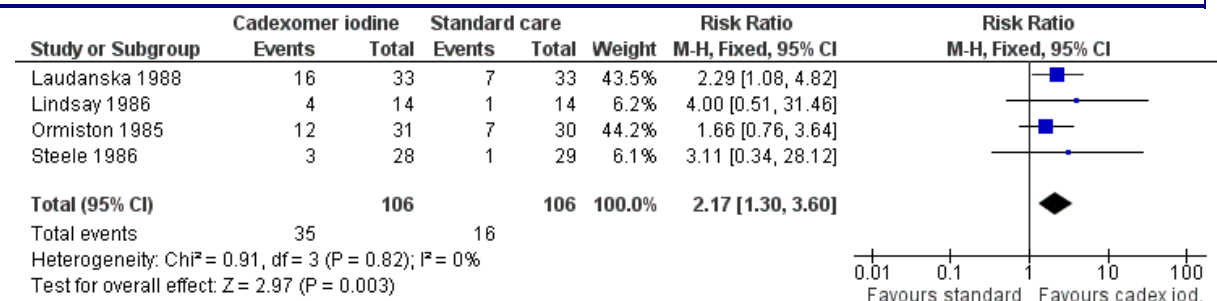 Cadexomer iodine Standard care Risk Ratio Risk Ratio
Study or Subgroup Events Total Events Total Weight M-H, Fixed, 95% CI M-H, Fixed, 95% CI
Laudanska 1988 16 33 7 33 43.5% 2.29 [1.08, 4.82]
Lindsay 1986 4 14 1 14 6.2% 4.00 [0.51, 31.46]
Ormiston 1985 12 31 7 30 44.2% 1.66 [0.76, 3.64]
Steele 1986 3 28 1 29 6.1% 3.11 [0.34, 28.12]
Total (95% CI) 106 106 100.0% 2.17 [1.30, 3.60]
Total events 35 16
Heterogeneity: Chi² = 0.91, df = 3 (P = 0.82); I² = 0%
Test for overall effect: Z = 2.97 (P = 0.003)
0.01 0.1 1 10 100
Favours standard Favours cadex iod.